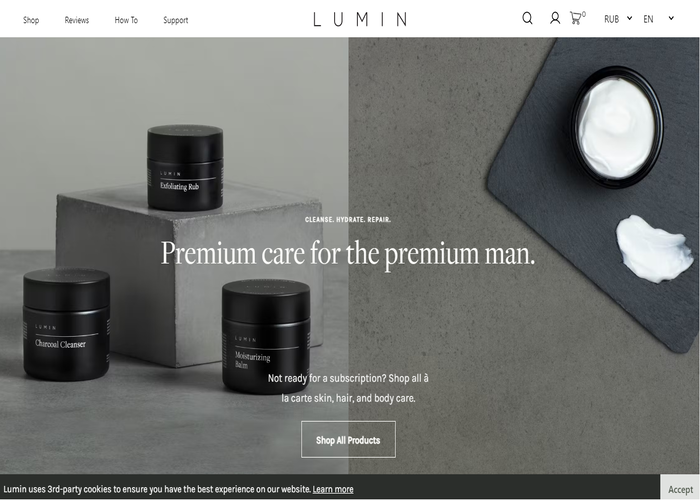 Shop Reviews How To Support LUMIN 0 RUB EN
LUMIN
Exfoliating Rub
CLEANSE. HYDRATE. REPAIR.
Premium care for the premium man.
LUMIN
Charcoal Cleanser
LUMIN
Moisturizing
Balm
Not ready for a subscription? Shop all à
la carte skin, hair, and body care.
Shop All Products
Lumin uses 3rd-party cookies to ensure you have the best experience on our website. Learn more
Accept